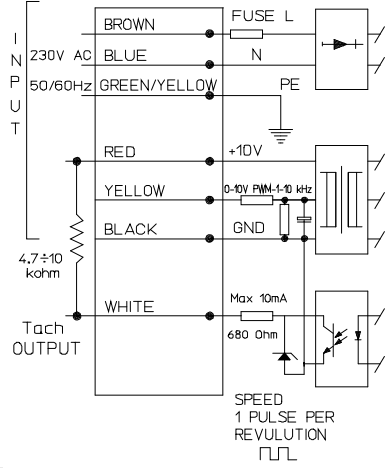 INPUT
BROWN
FUSE L
230V AC
BLUE
N
50/60Hz
GREEN/YELLOW
PE
RED
+10V
YELLOW
0-10V PWM-1-10 kHz
BLACK
GND
4.7÷10
kohm
WHITE
Max 10mA
680 Ohm
Tach
OUTPUT
SPEED
1 PULSE PER
REVULUTION